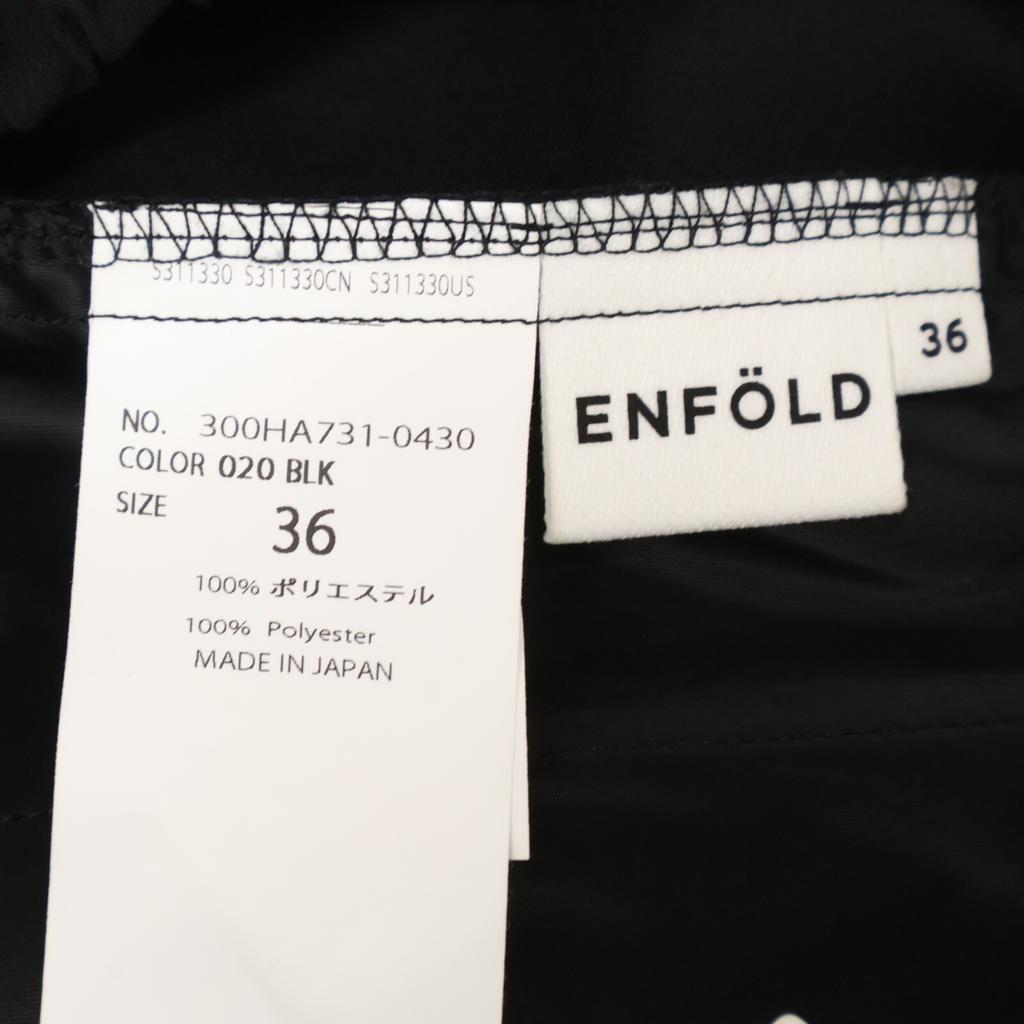 S311330 S311330CN S311330US
NO. 300HA731-0430
COLOR 020 BLK
SIZE 36
100% ポリエステル
100% Polyester
MADE IN JAPAN
ENFÖLD
36